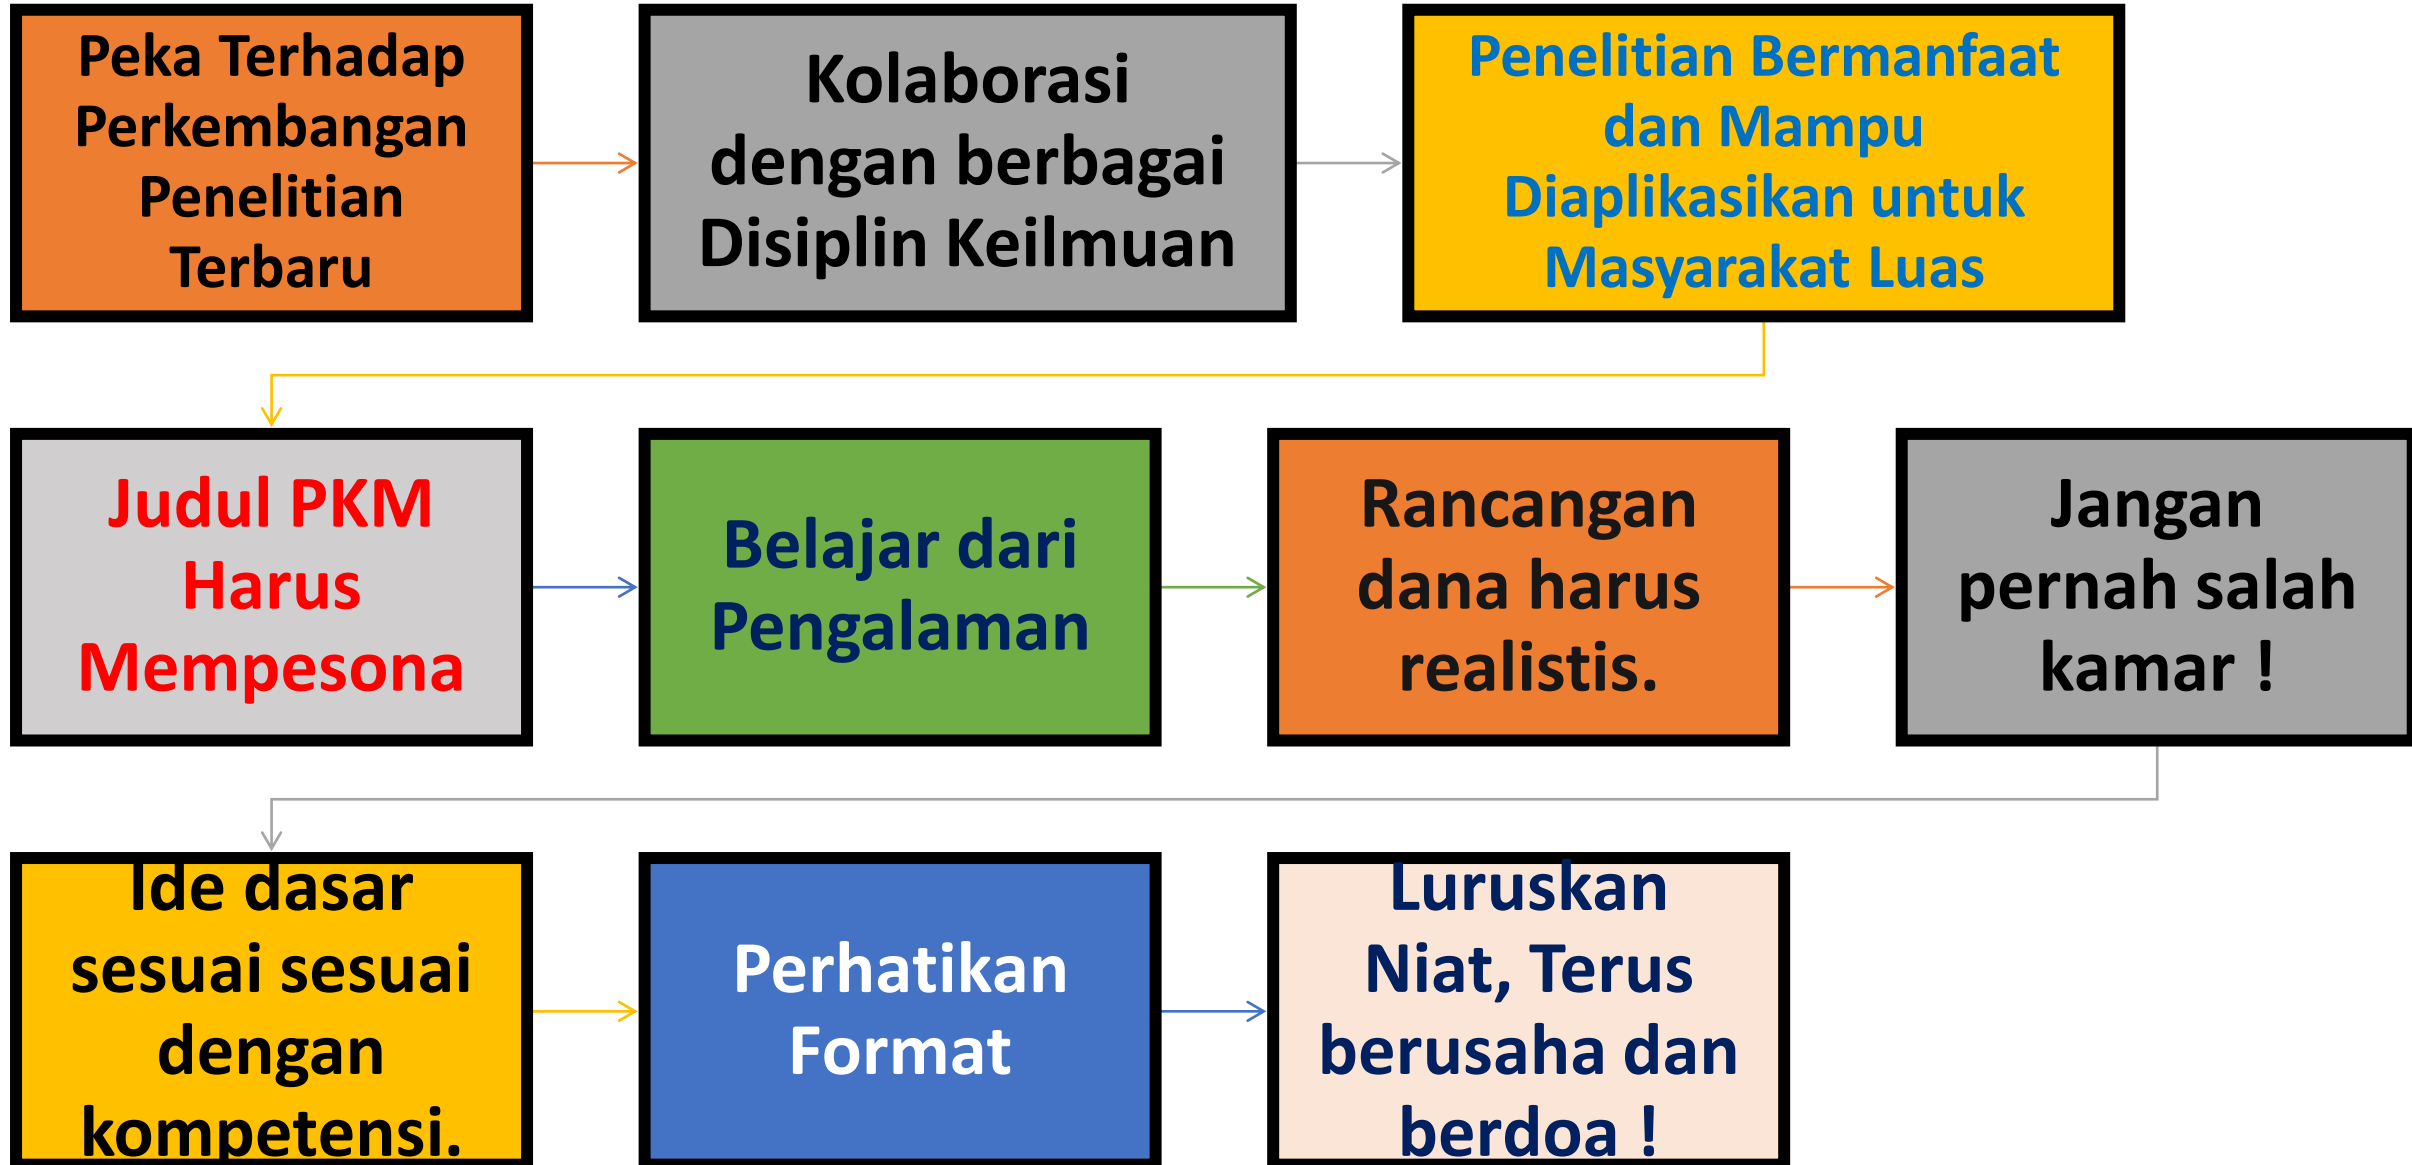 Peka Terhadap
Perkembangan
Penelitian
Terbaru
Kolaborasi
dengan berbagai
Disiplin Keilmuan
Penelitian Bermanfaat
dan Mampu
Diaplikasikan untuk
Masyarakat Luas
Judul PKM
Harus
Mempesona
Belajar dari
Pengalaman
Rancangan
dana harus
realistis.
Jangan
pernah salah
kamar !
Ide dasar
sesuai sesuai
dengan
kompetensi.
Perhatikan
Format
Luruskan
Niat, Terus
berusaha dan
berdoa !